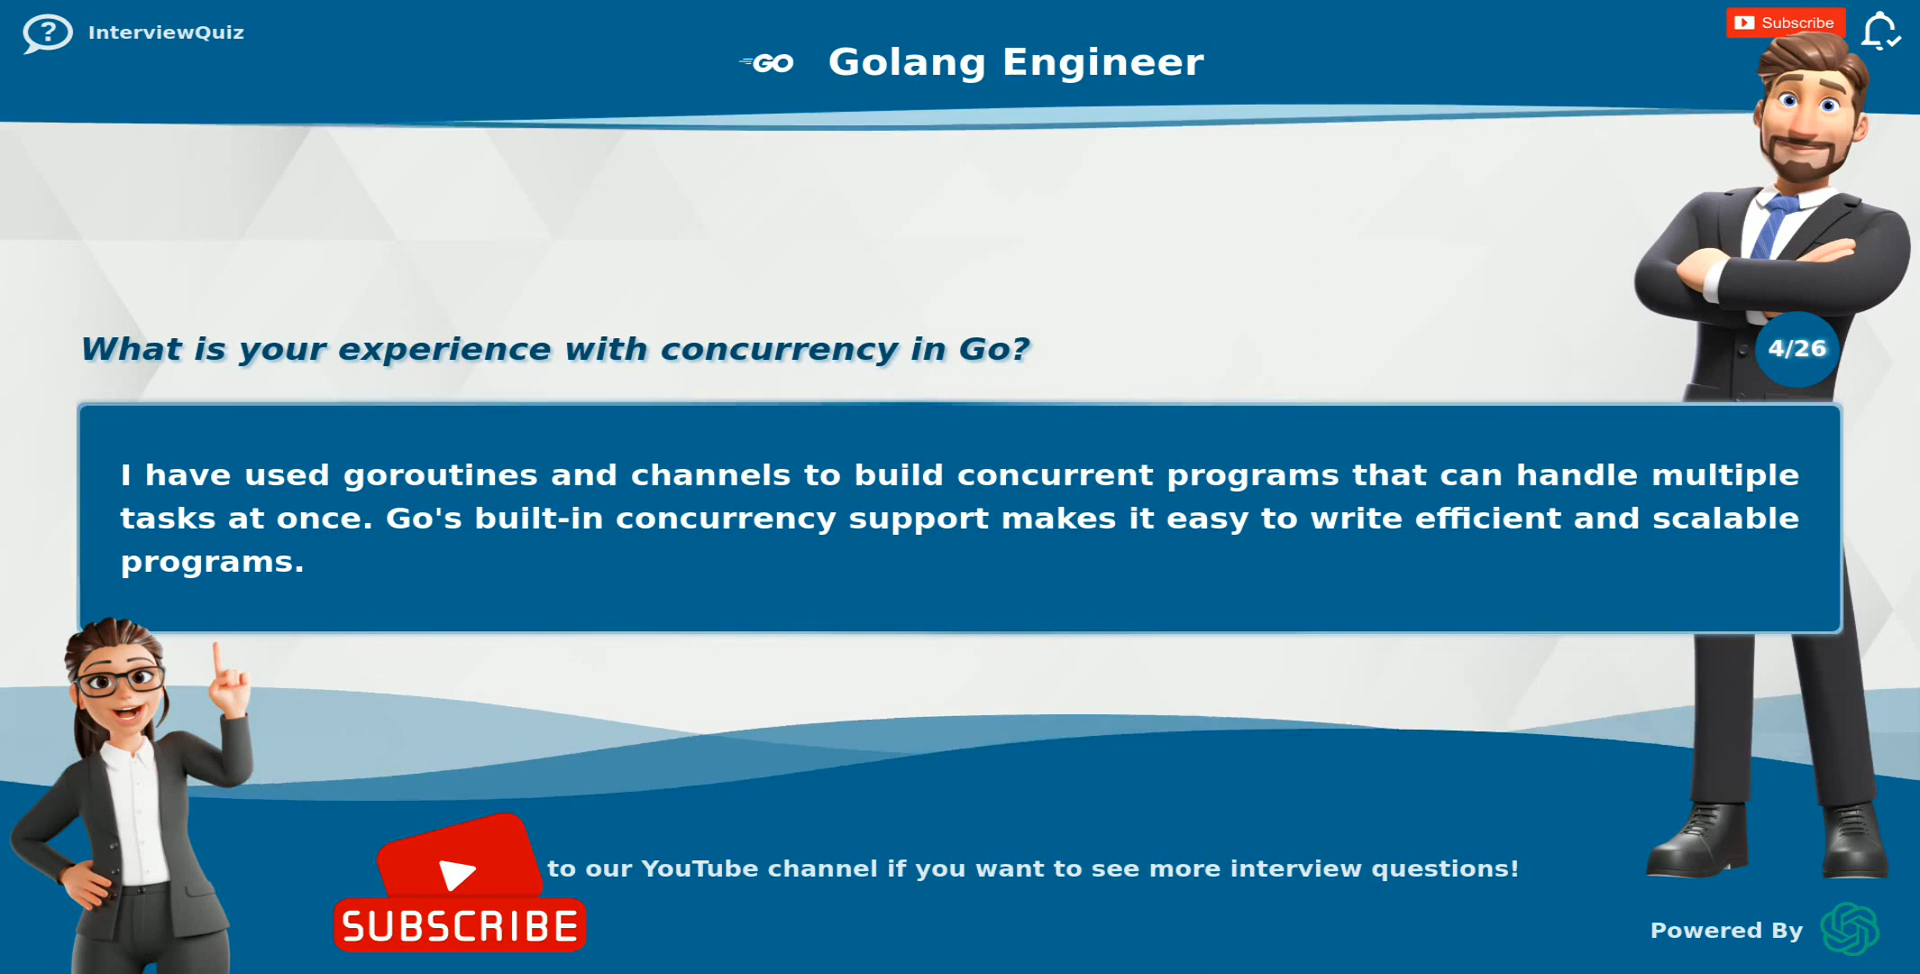 InterviewQuiz
Subscribe
GO Golang Engineer
What is your experience with concurrency in Go?
4/26
I have used goroutines and channels to build concurrent programs that can handle multiple
tasks at once. Go's built-in concurrency support makes it easy to write efficient and scalable
programs.
to our YouTube channel if you want to see more interview questions!
SUBSCRIBE
Powered By